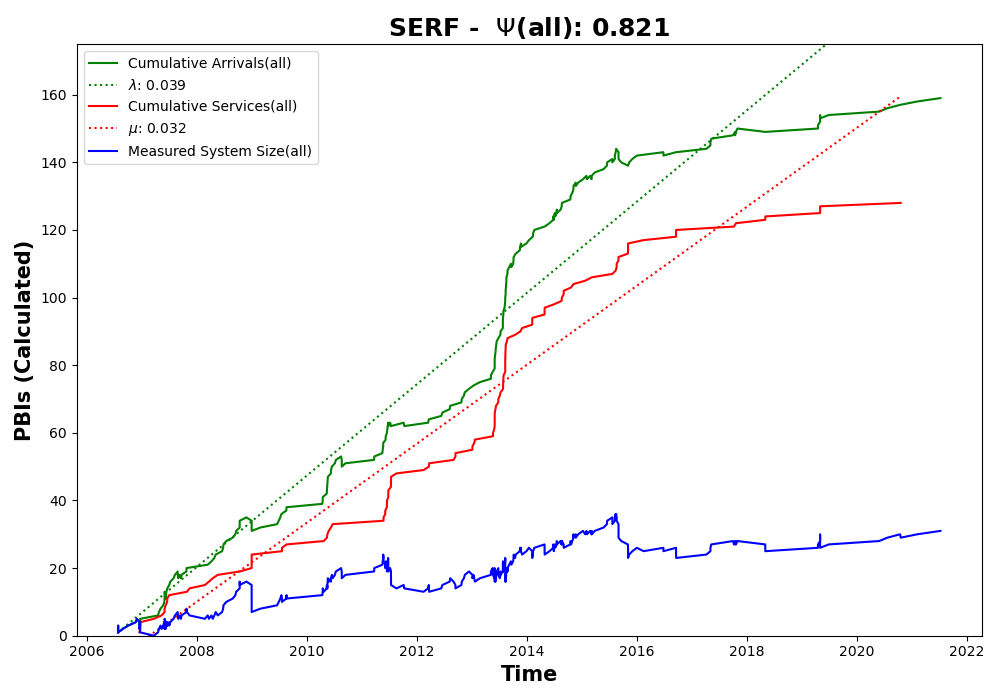 SERF - Ψ(all): 0.821
Cumulative Arrivals(all)
λ: 0.039
Cumulative Services(all)
μ: 0.032
Measured System Size(all)
PBIs (Calculated)
160
140
120
100
80
60
40
20
0
2006 2008 2010 2012 2014 2016 2018 2020 2022
Time